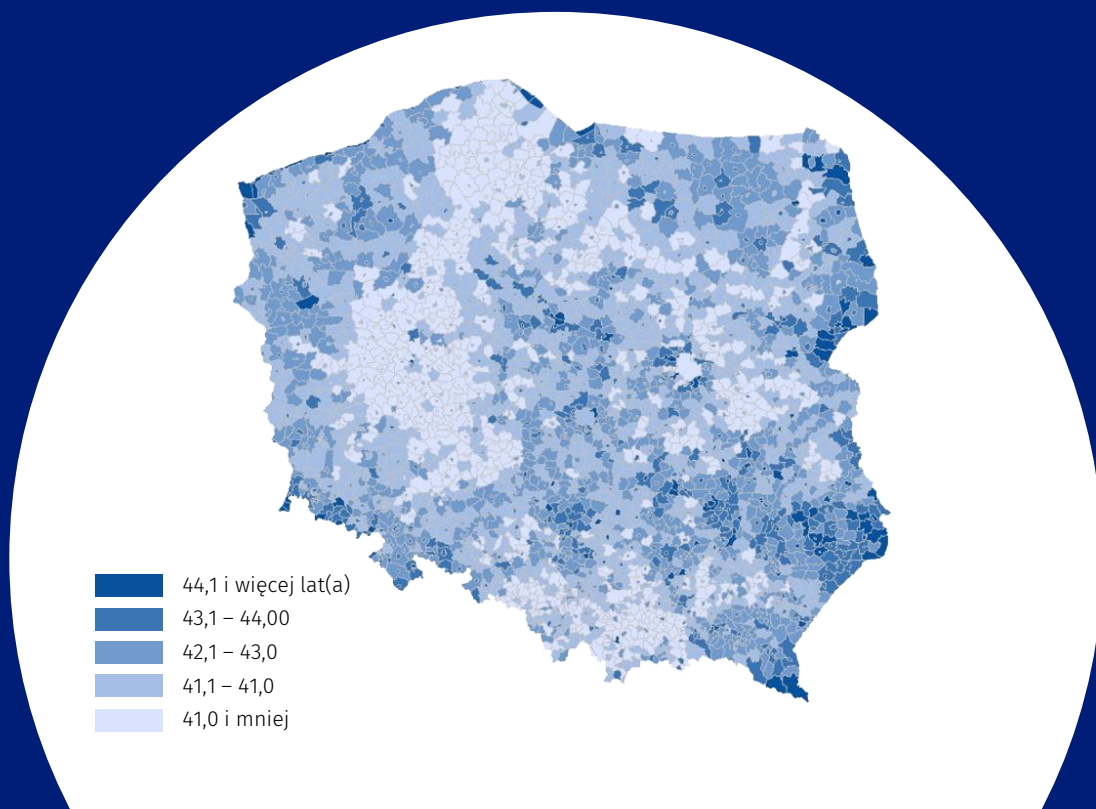 44,1 i więcej lat(a)
43,1 – 44,00
42,1 – 43,0
41,1 – 41,0
41,0 i mniej